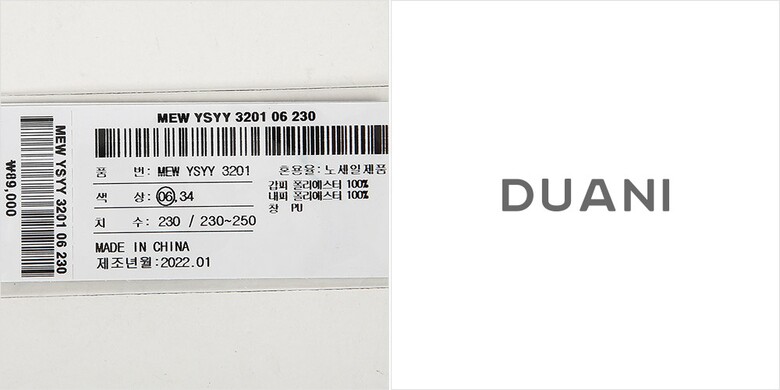 MEW YSYY 3201 06 230
₩89,000
MEW YSYY 3201 06 230
품 번: MEW YSYY 3201
색 상: 06,34
치 수: 230 / 230~250
MADE IN CHINA
제조년월:2022.01
혼용율:노세일제품
갑피 폴리에스터 100%
내피 폴리에스터 100%
창 PU
DUANI